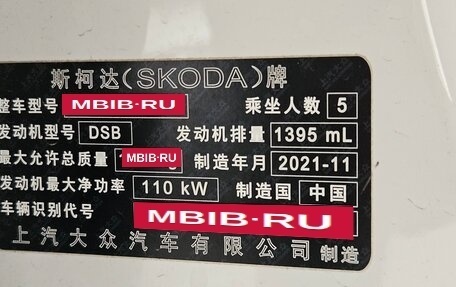 斯柯达(SKODA)牌
整车型号 MBIB-RU 乘坐人数 5
发动机型号 DSB 发动机排量 1395 mL
最大允许总质量 MBIB-RU 制造年月 2021-11
发动机最大净功率 110 kW 制造国 中国
车辆识别代号 MBIB-RU
上汽大众汽车有限公司 制造